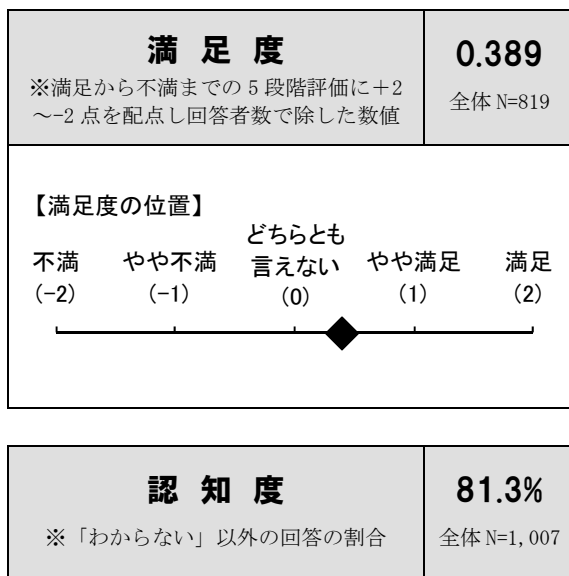 満足度
※満足から不満までの5段階評価に＋2
～-2点を配点し回答者数で除した数値
0.389
全体 N=819
【満足度の位置】
不満
(-2)
やや不満
(-1)
どちらとも
言えない
(0)
やや満足
(1)
満足
(2)
認知度
※「わからない」以外の回答の割合
81.3%
全体 N=1,007